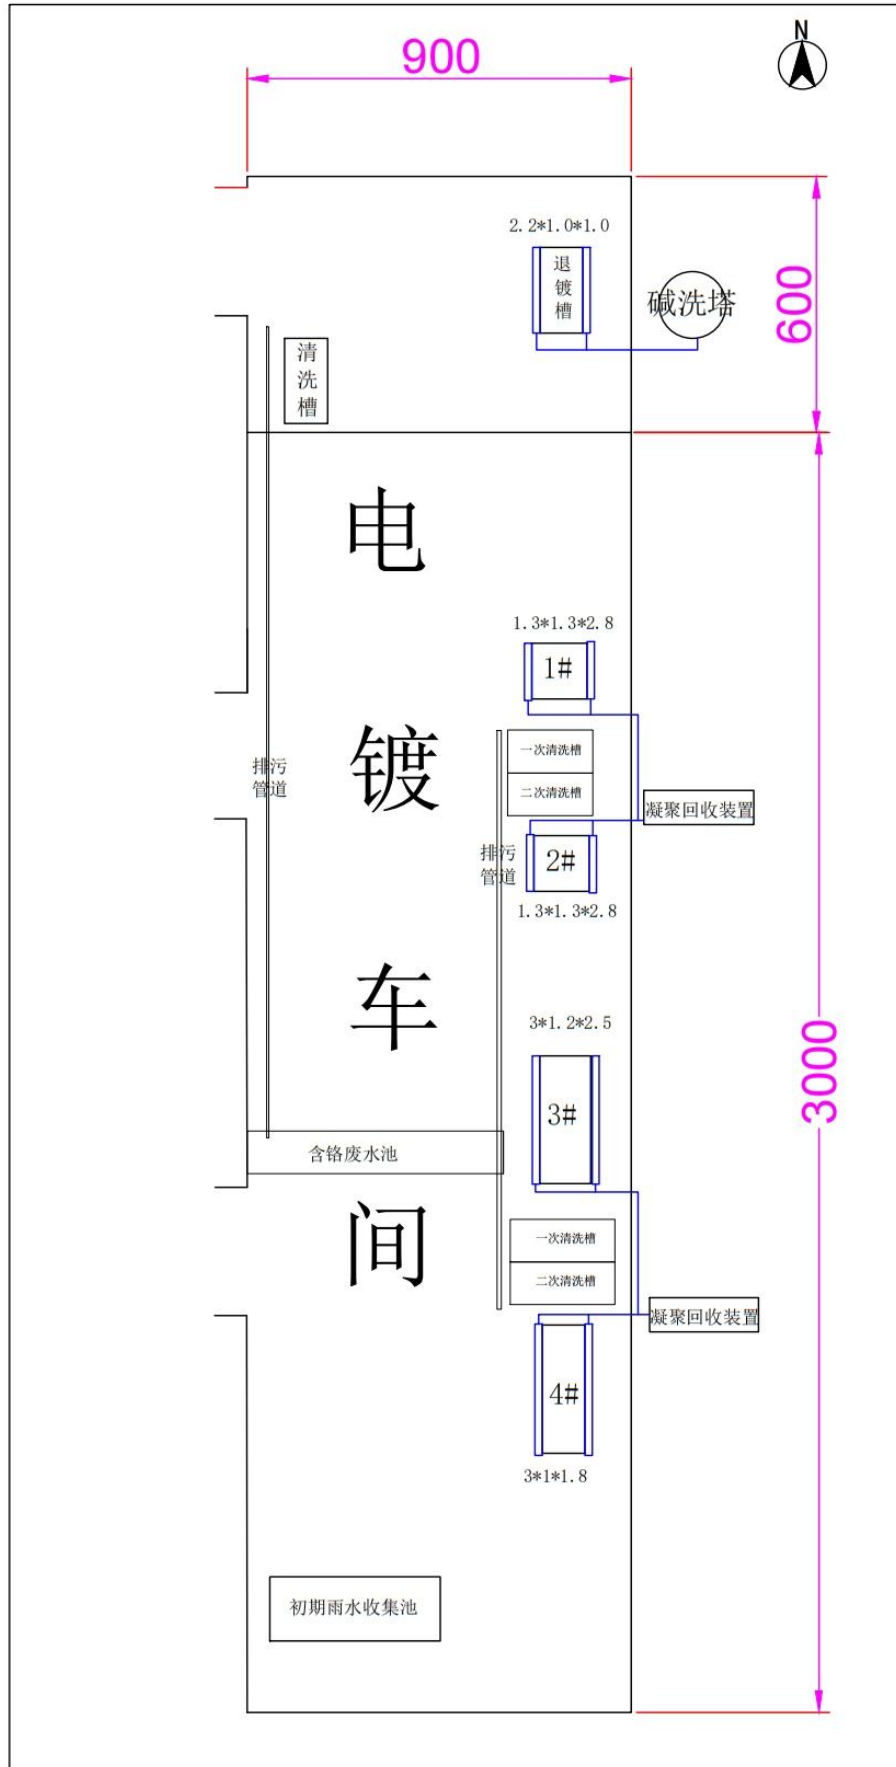 N
900
2.2*1.0*1.0
退
镀
槽
碱洗塔
600
清
洗
槽
电
镀
车
间
1.3*1.3*2.8
1#
一次清洗槽
二次清洗槽
排污
管道
凝聚回收装置
排污
管道
2#
1.3*1.3*2.8
3*1.2*2.5
3000
3#
含铬废水池
一次清洗槽
二次清洗槽
凝聚回收装置
4#
3*1*1.8
初期雨水收集池